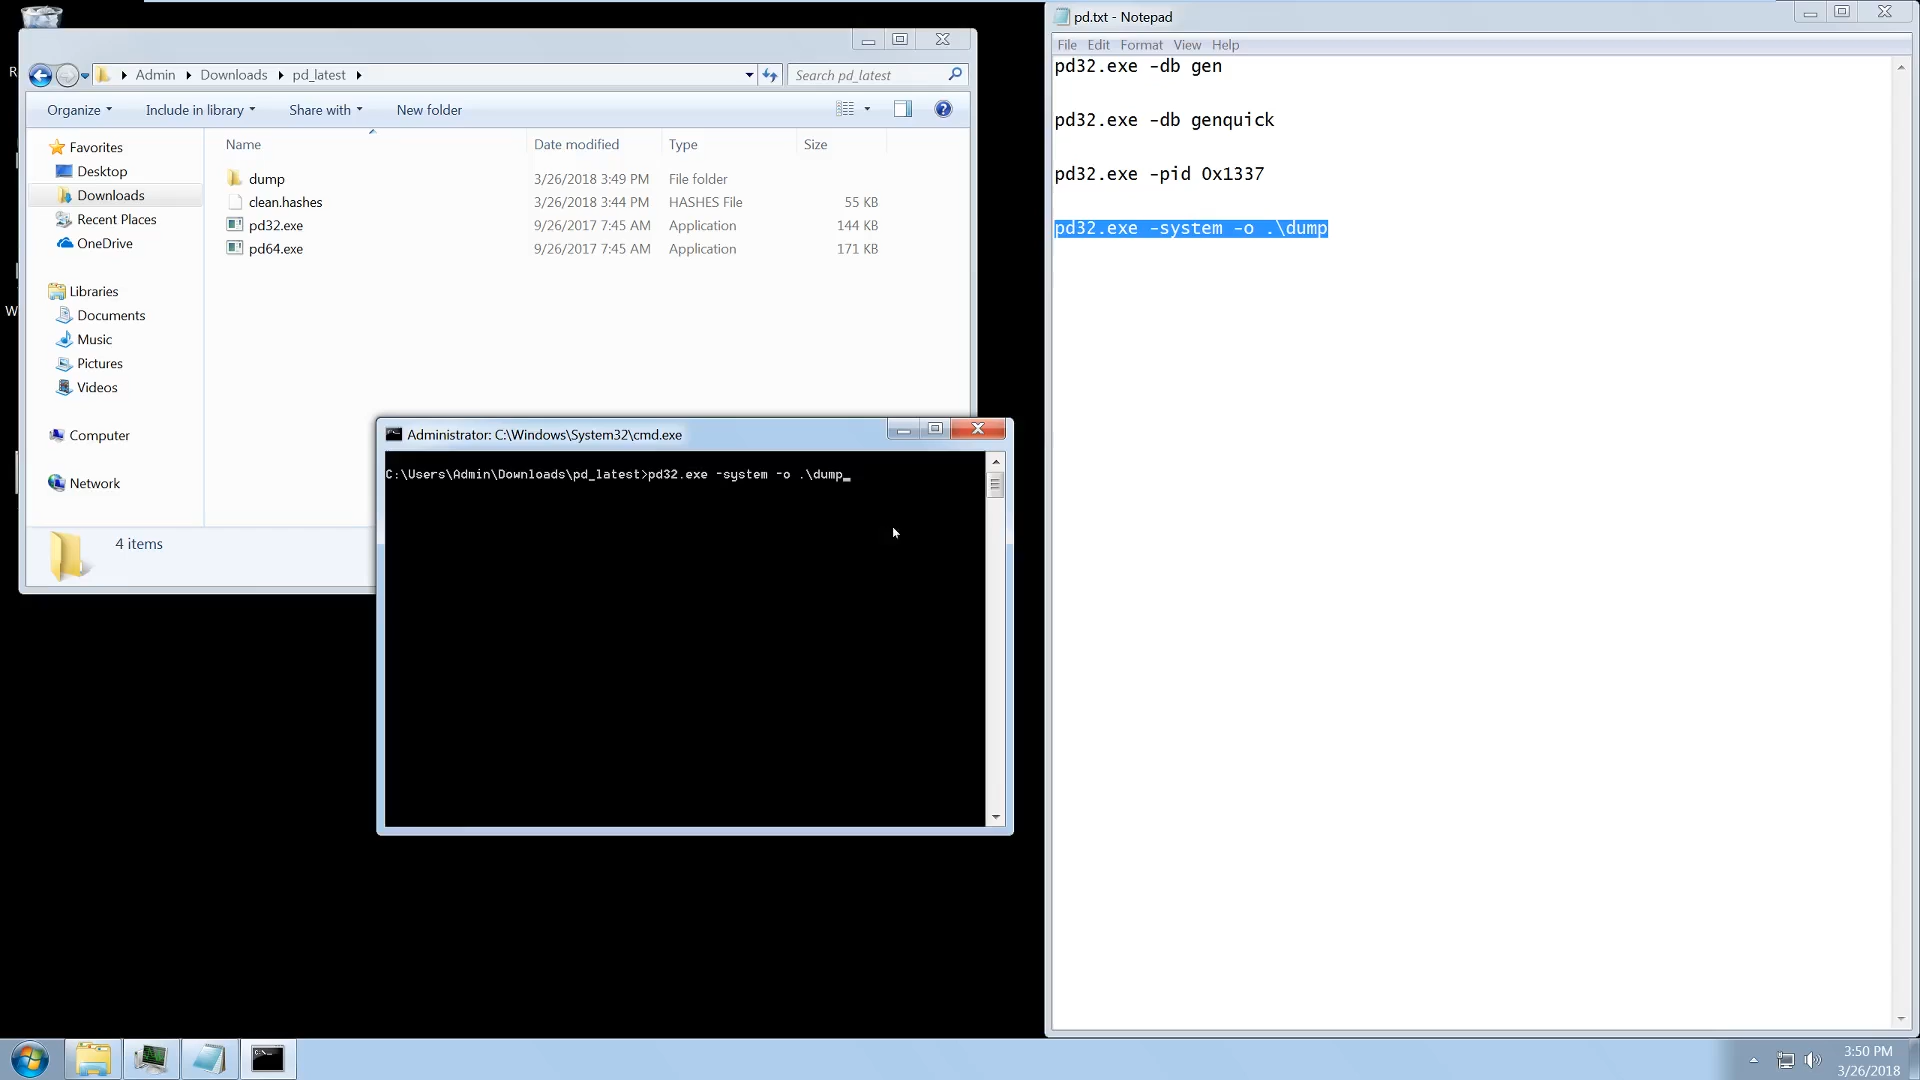 R
W
Admin
Downloads
pd_latest
Search pd_latest
Organize
Include in library
Share with
New folder
Name
Date modified
Type
Size
Favorites
Desktop
Downloads
Recent Places
OneDrive
Libraries
Documents
Music
Pictures
Videos
Computer
Network
dump 3/26/2018 3:49 PM File folder
clean.hashes 3/26/2018 3:44 PM HASHES File 55 KB
pd32.exe 9/26/2017 7:45 AM Application 144 KB
pd64.exe 9/26/2017 7:45 AM Application 171 KB
4 items
Administrator: C:\Windows\System32\cmd.exe
C:\Users\Admin\Downloads\pd_latest>pd32.exe -system -o .\dump_
pd.txt - Notepad
File Edit Format View Help
pd32.exe -db gen
pd32.exe -db genquick
pd32.exe -pid 0x1337
pd32.exe -system -o .\dump
3:50 PM
3/26/2018